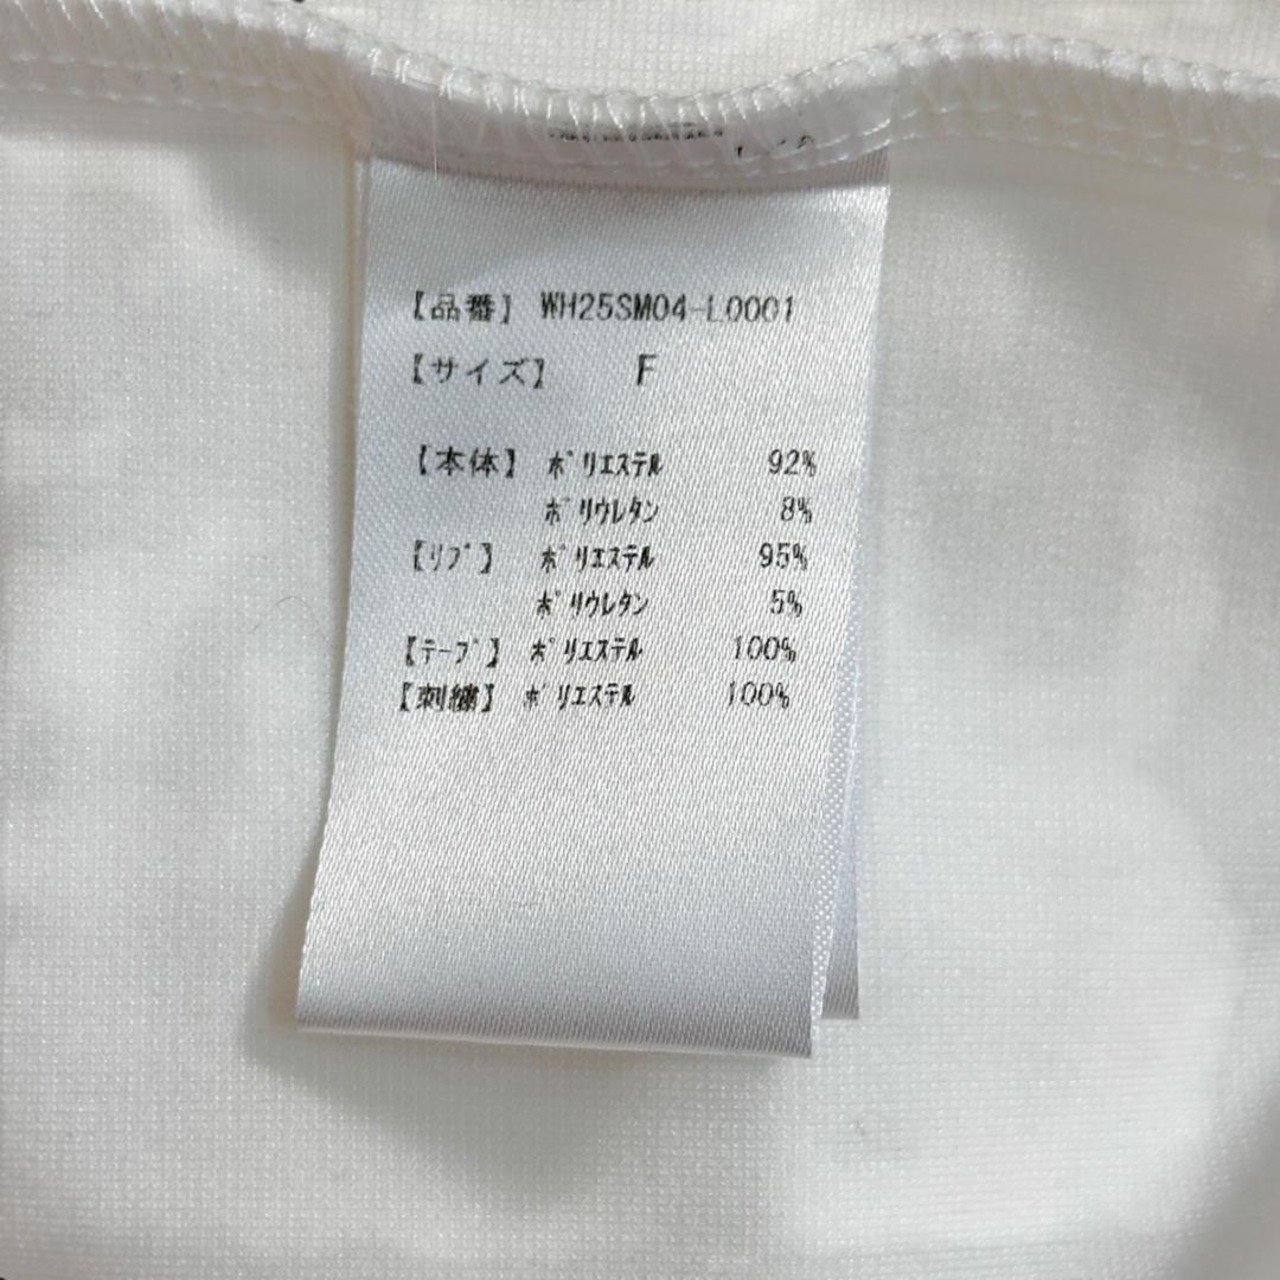 【品番】 WH25SM04-L0001
【サイズ】 F
【本体】 ポリエステル 92%
ポリウレタン 8%
【リブ】 ポリエステル 95%
ポリウレタン 5%
【テープ】 ポリエステル 100%
【刺繍】 ポリエステル 100%